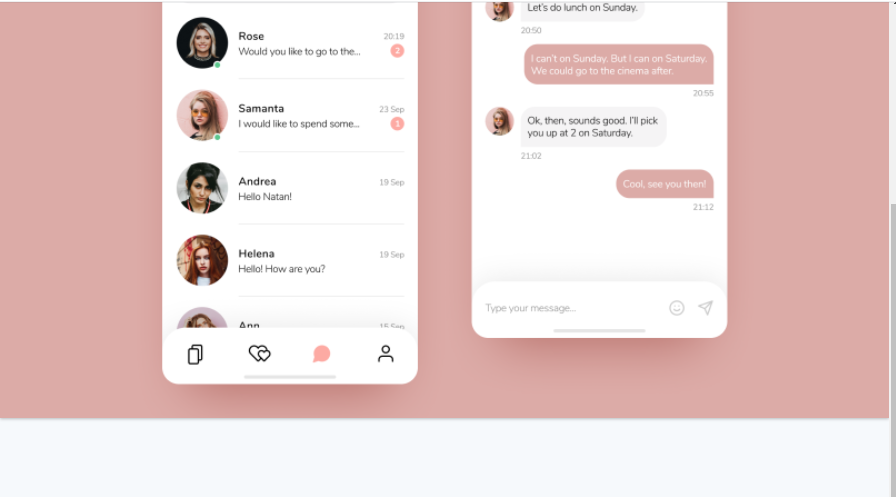 Rose
20:19
Would you like to go to the...
2
Samanta
23 Sep
I would like to spend some...
1
Andrea
19 Sep
Hello Natan!
Helena
19 Sep
Hello! How are you?
Ann
15 Sep
Let's do lunch on Sunday.
20:50
I can't on Sunday. But I can on Saturday.
We could go to the cinema after.
20:55
Ok, then, sounds good. I'll pick
you up at 2 on Saturday.
21:02
Cool, see you then!
21:12
Type your message...